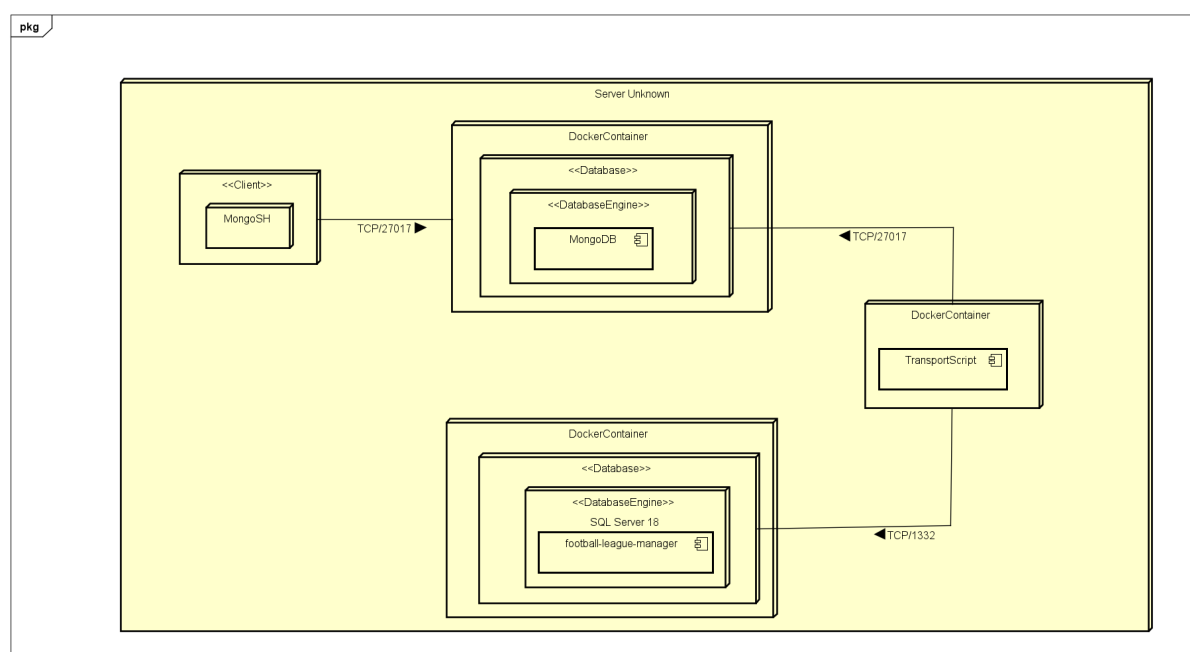 pkg
Server Unknown
DockerContainer
<<Database>>
<<Client>>
<<DatabaseEngine>>
MongoSH
TCP/27017
MongoDB
TCP/27017
DockerContainer
TransportScript
DockerContainer
<<Database>>
<<DatabaseEngine>>
SQL Server 18
football-league-manager
TCP/1332